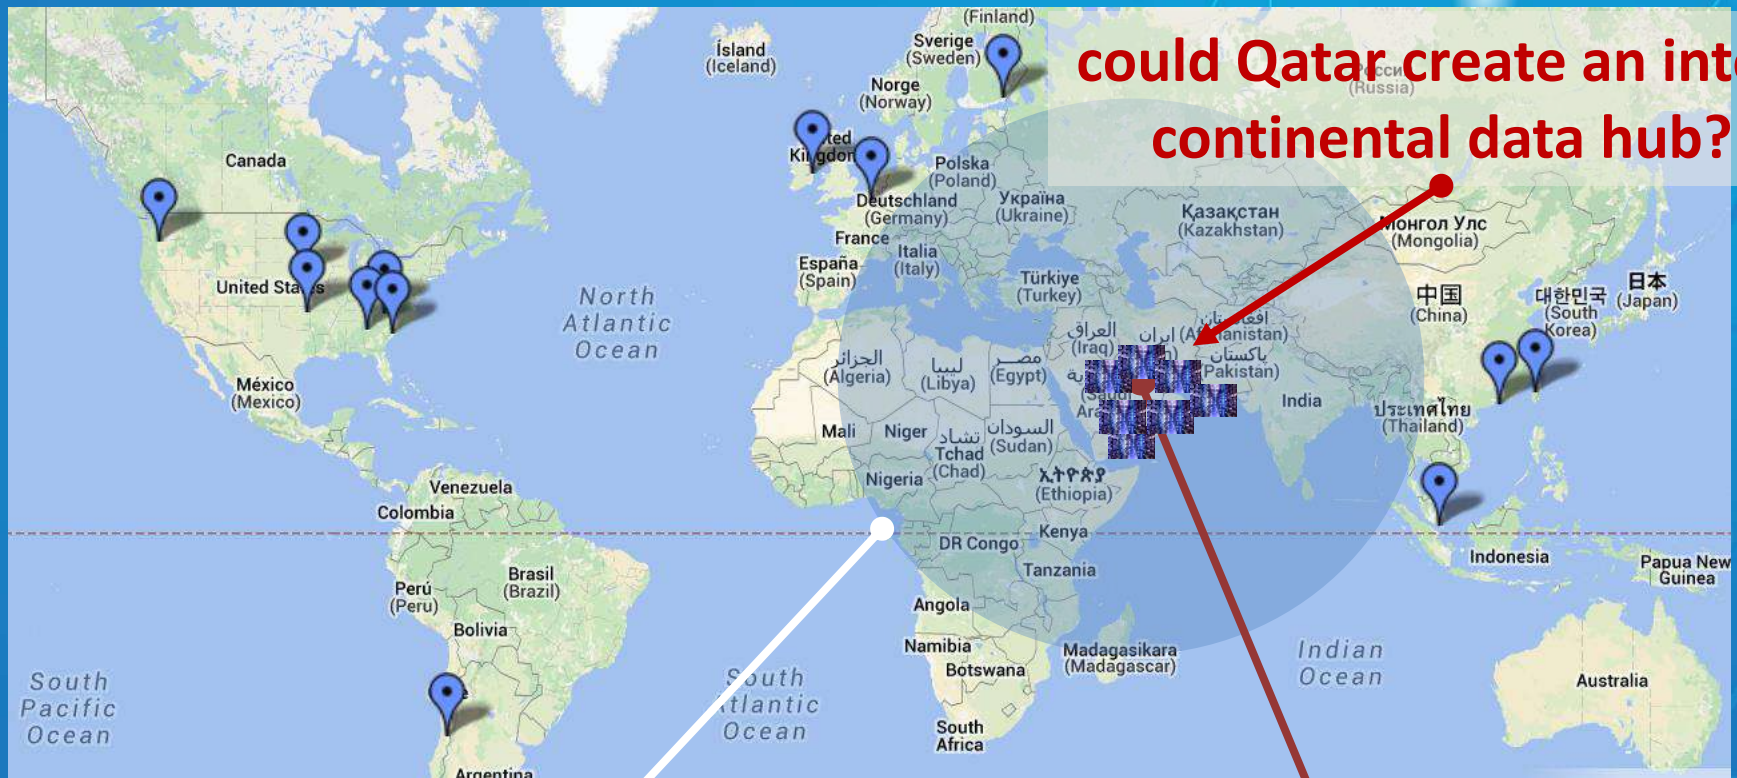 could Qatar create an int
continental data hub?
(Finland)
Ísland
(Iceland)
Sverige
(Sweden)
Norge
(Norway)
(Russia)
Canada
Kingdom
Polska
(Poland)
Deutschland
(Germany)
Україна
(Ukraine)
Қазақстан
(Kazakhstan)
Монгол Улс
(Mongolia)
France
Italia
(Italy)
España
(Spain)
Türkiye
(Turkey)
United States
North
Atlantic
Ocean
中国
(China)
대한민국
(South
Korea)
日本
(Japan)
العراق
(Iraq)
ایران
افغانستان
(Afghanistan)
پاکستان
(Pakistan)
الجزائر
(Algeria)
ليبيا
(Libya)
مصر
(Egypt)
(Saudi
India
México
(Mexico)
ประเทศไทย
(Thailand)
Mali
Niger
تشاد
Tchad
(Chad)
السودان
(Sudan)
Nigeria
ኢትዮጵያ
(Ethiopia)
Venezuela
Colombia
DR Congo
Kenya
Tanzania
Indonesia
Papua New
Guinea
Perú
(Peru)
Brasil
(Brazil)
Bolivia
Angola
Namibia
Botswana
Madagasikara
(Madagascar)
Indian
Ocean
Australia
South
Pacific
Ocean
South
Atlantic
Ocean
South
Africa
Argentina